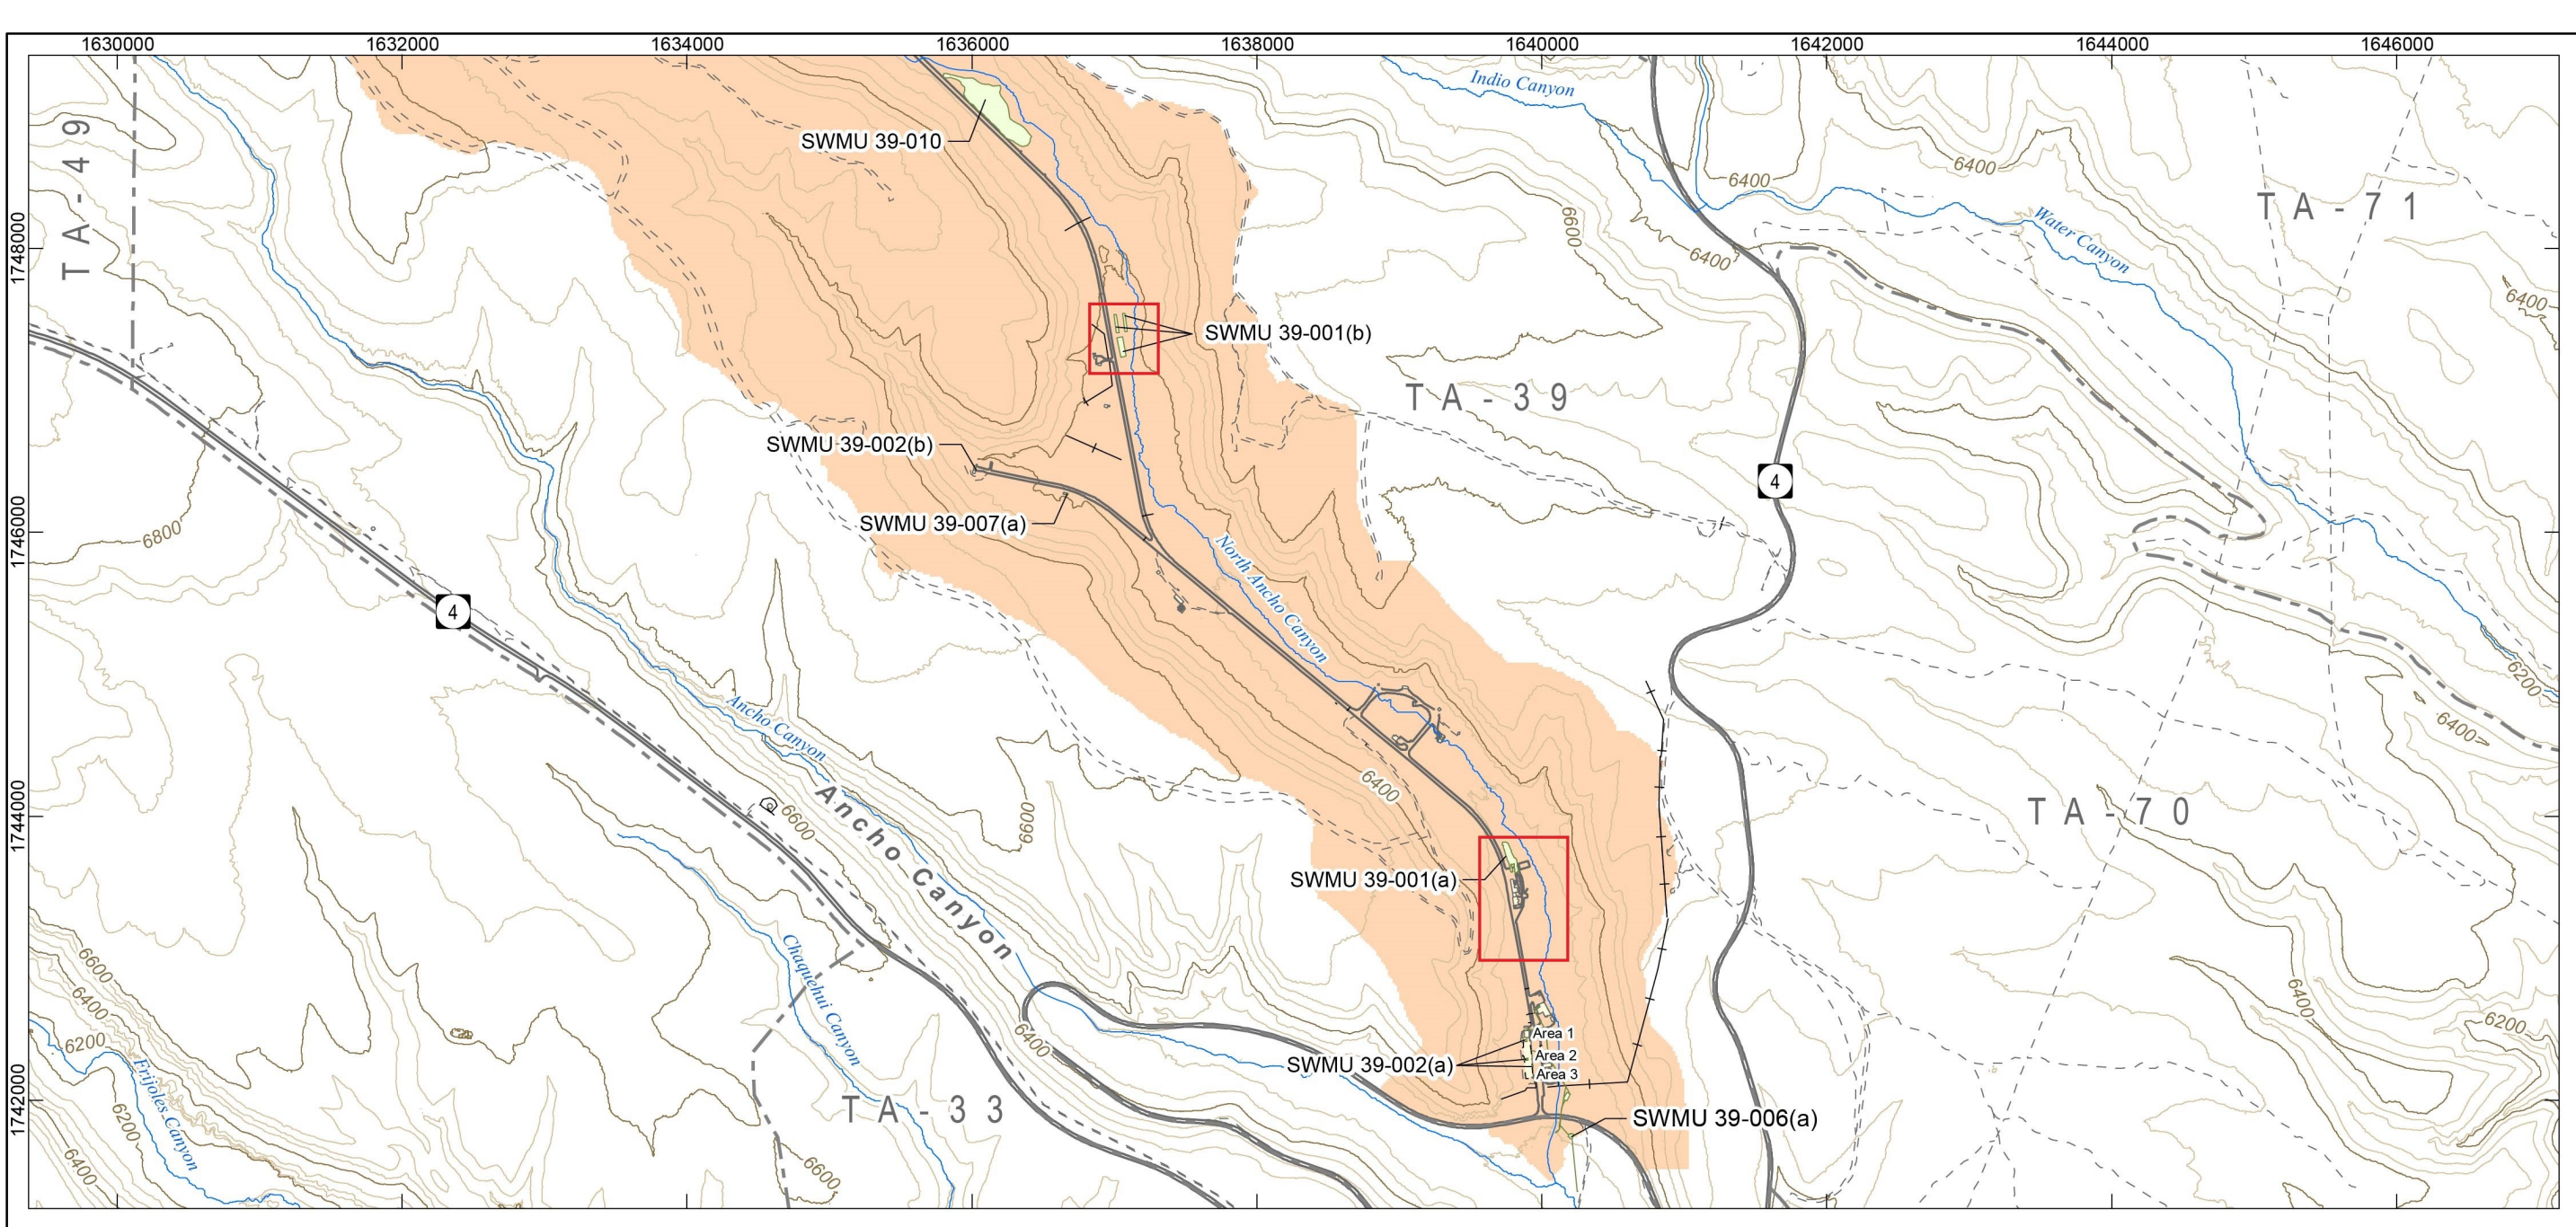 1630000
1632000
1634000
1636000
1638000
1640000
1642000
1644000
1646000
Indio Canyon
SWMU 39-010
TA-49
6400
6400
6600
TA-71
Water Canyon
6400
6400
1748000
SWMU 39-001(b)
TA-39
SWMU 39-002(b)
4
SWMU 39-007(a)
1746000
6800
North Ancho Canyon
4
6200
Ancho Canyon
6400
6400
1744000
6600
6600
Ancho Canyon
TA-70
SWMU 39-001(a)
Chaquehui Canyon
6600
6400
6400
6200
6200
6400
Area 1
Area 2
Area 3
SWMU 39-002(a)
Frijoles Canyon
1742000
TA-33
6200
SWMU 39-006(a)
6400
6600